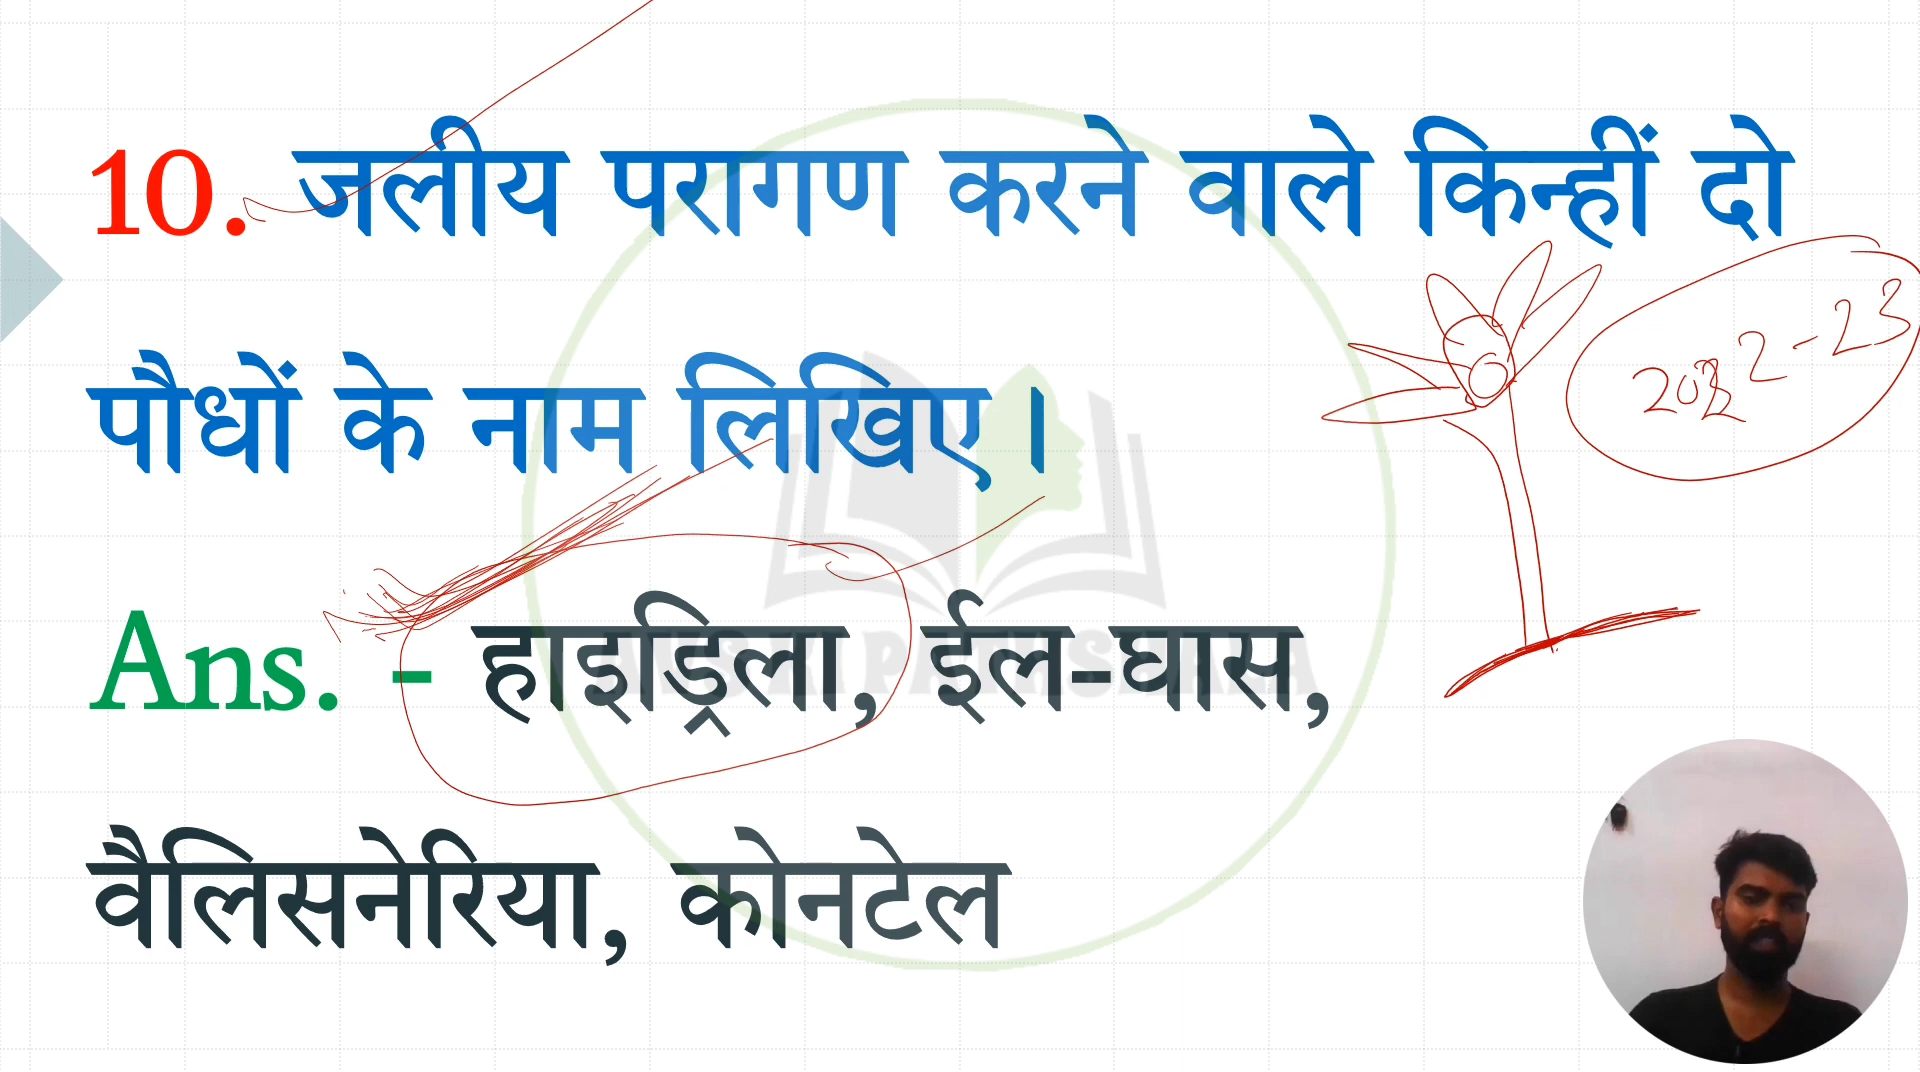 10. जलीय परागण करने वाले किन्हीं दो
पौधों के नाम लिखिए।
2022-23
Ans. - हाइड्रिला, ईल-घास,
वैलिसनेरिया, कोनटेल